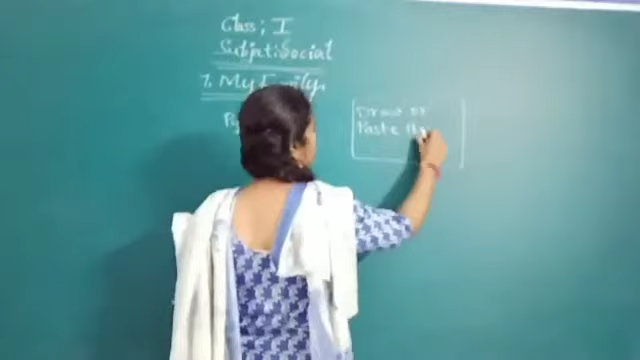 Class: I
Subject: Social
1. My Family.
Draw or
Paste the